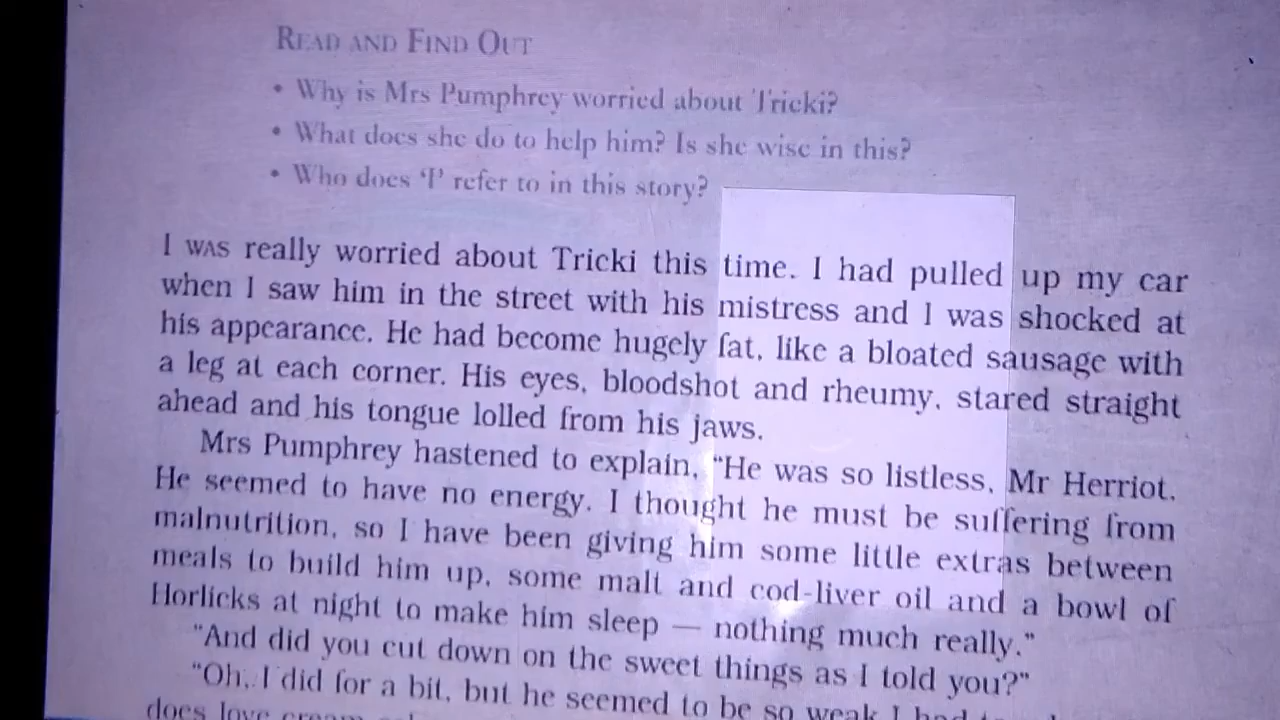 READ AND FIND OUT
• Why is Mrs Pumphrey worried about Tricki?
• What does she do to help him? Is she wise in this?
• Who does ‘I’ refer to in this story?
I WAS really worried about Tricki this time. I had pulled up my car
when I saw him in the street with his mistress and I was shocked at
his appearance. He had become hugely fat, like a bloated sausage with
a leg at each corner. His eyes, bloodshot and rheumy, stared straight
ahead and his tongue lolled from his jaws.
Mrs Pumphrey hastened to explain, “He was so listless, Mr Herriot.
He seemed to have no energy. I thought he must be suffering from
malnutrition, so I have been giving him some little extras between
meals to build him up, some malt and cod-liver oil and a bowl of
Horlicks at night to make him sleep — nothing much really.”
“And did you cut down on the sweet things as I told you?”
“Oh, I did for a bit, but he seemed to be so weak I had
does love cream